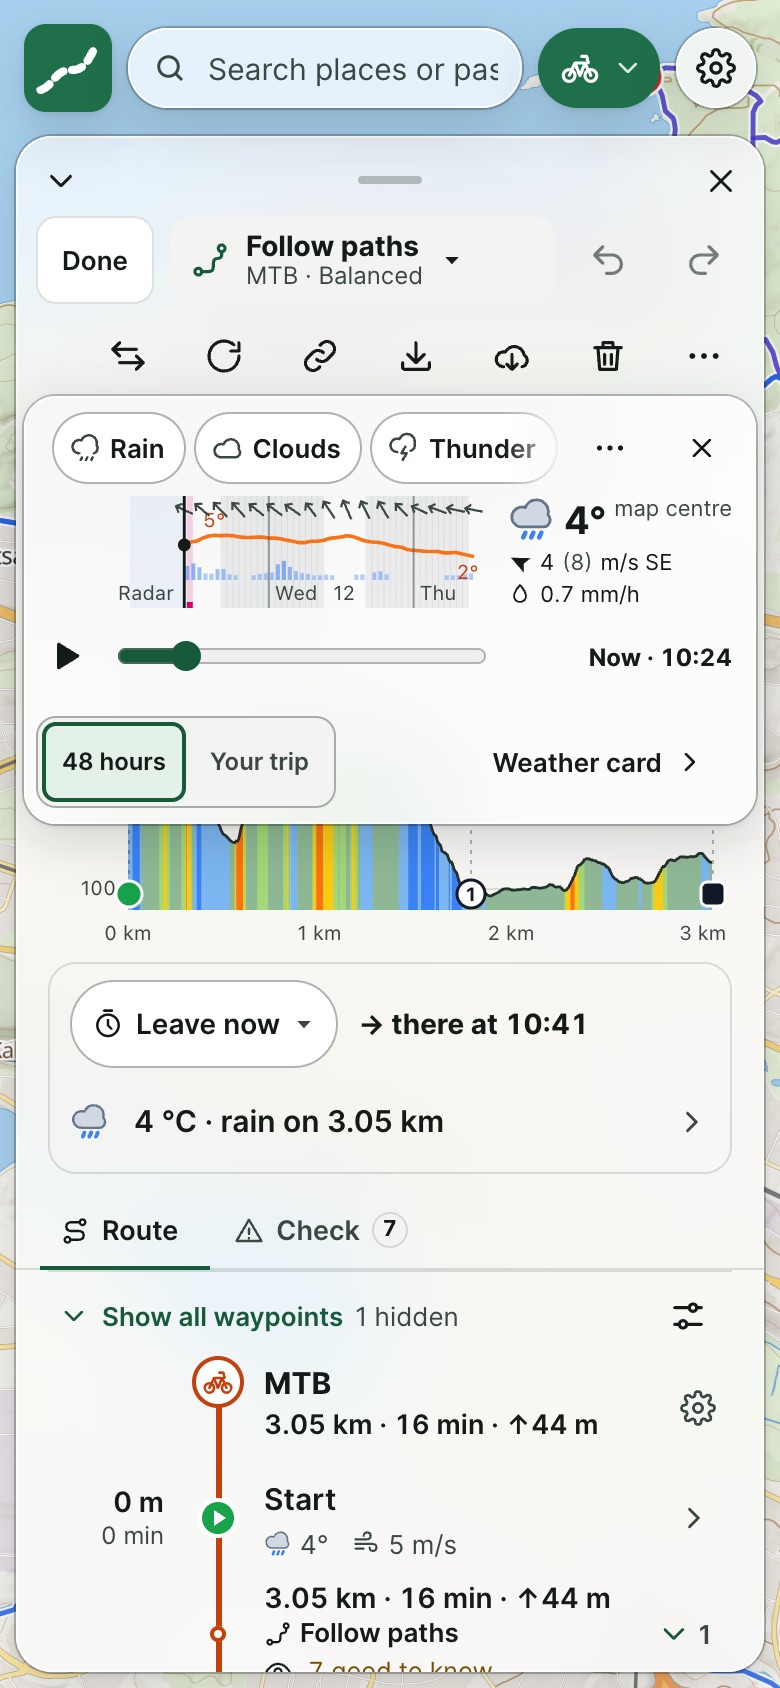 Search places or pas
Done
Follow paths
MTB · Balanced
Rain
Clouds
Thunder
5°
2°
Radar
Wed
12
Thu
4° map centre
4 (8) m/s SE
0.7 mm/h
Now · 10:24
48 hours
Your trip
Weather card
100
1
0 km
1 km
2 km
3 km
Leave now
→ there at 10:41
4 °C · rain on 3.05 km
Route
Check 7
Show all waypoints 1 hidden
MTB
3.05 km · 16 min · ↑44 m
0 m
0 min
Start
4° 5 m/s
3.05 km · 16 min · ↑44 m
Follow paths
1
7 good to know